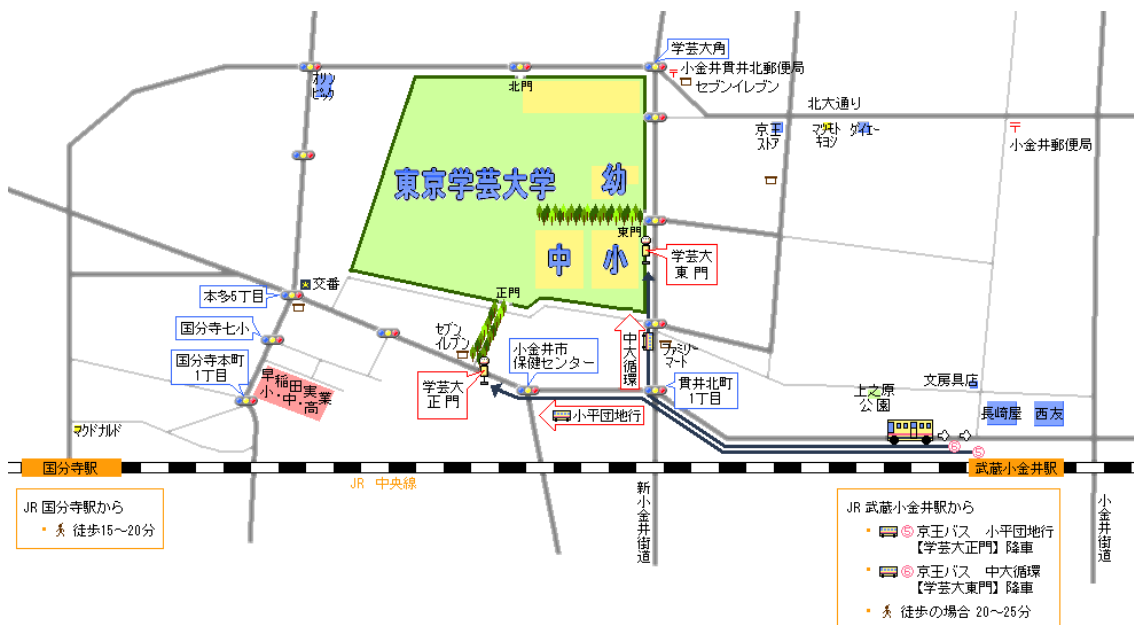 学芸大角
小金井貫井北郵便局
セブンイレブン
オリン
ピック
北門
北大通り
京王
ストア
マツモト
キヨシ
ダイエー
小金井郵便局
東京学芸大学
幼
東門
中
小
学芸大
東門
交番
本多5丁目
正門
国分寺七小
セブン
イレブン
小金井市
保健センター
中大循環
ファミリー
マート
国分寺本町
1丁目
早稲田実業
小・中・高
学芸大
正門
貫井北町
1丁目
上之原
公園
文房具店
長崎屋
西友
小平団地行
マクドナルド
⑥
⑤
国分寺駅
武蔵小金井駅
JR 中央線
新小金井街道
小金井街道
JR 国分寺駅から
徒歩15～20分
JR 武蔵小金井駅から
⑤ 京王バス 小平団地行
【学芸大正門】降車
⑥ 京王バス 中大循環
【学芸大東門】降車
徒歩の場合 20～25分